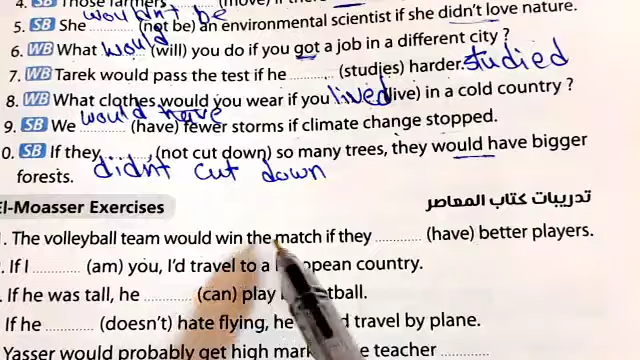 4. SB Those farmers
wouldn't be
5. SB She .......... (not be) an environmental scientist if she didn't love nature.
would
6. WB What .......... (will) you do if you got a job in a different city ?
7. WB Tarek would pass the test if he .......... (studies) harder. studied
8. WB What clothes would you wear if you lived (live) in a cold country ?
would have
9. SB We .......... (have) fewer storms if climate change stopped.
0. SB If they .......... (not cut down) so many trees, they would have bigger
forests. didn't cut down
El-Moasser Exercises تدريبات كتاب المعاصر
. The volleyball team would win the match if they .......... (have) better players.
. If I .......... (am) you, I'd travel to a European country.
If he was tall, he .......... (can) play
If he .......... (doesn't) hate flying, he travel by plane.
Yasser would probably get high mark teacher ..........